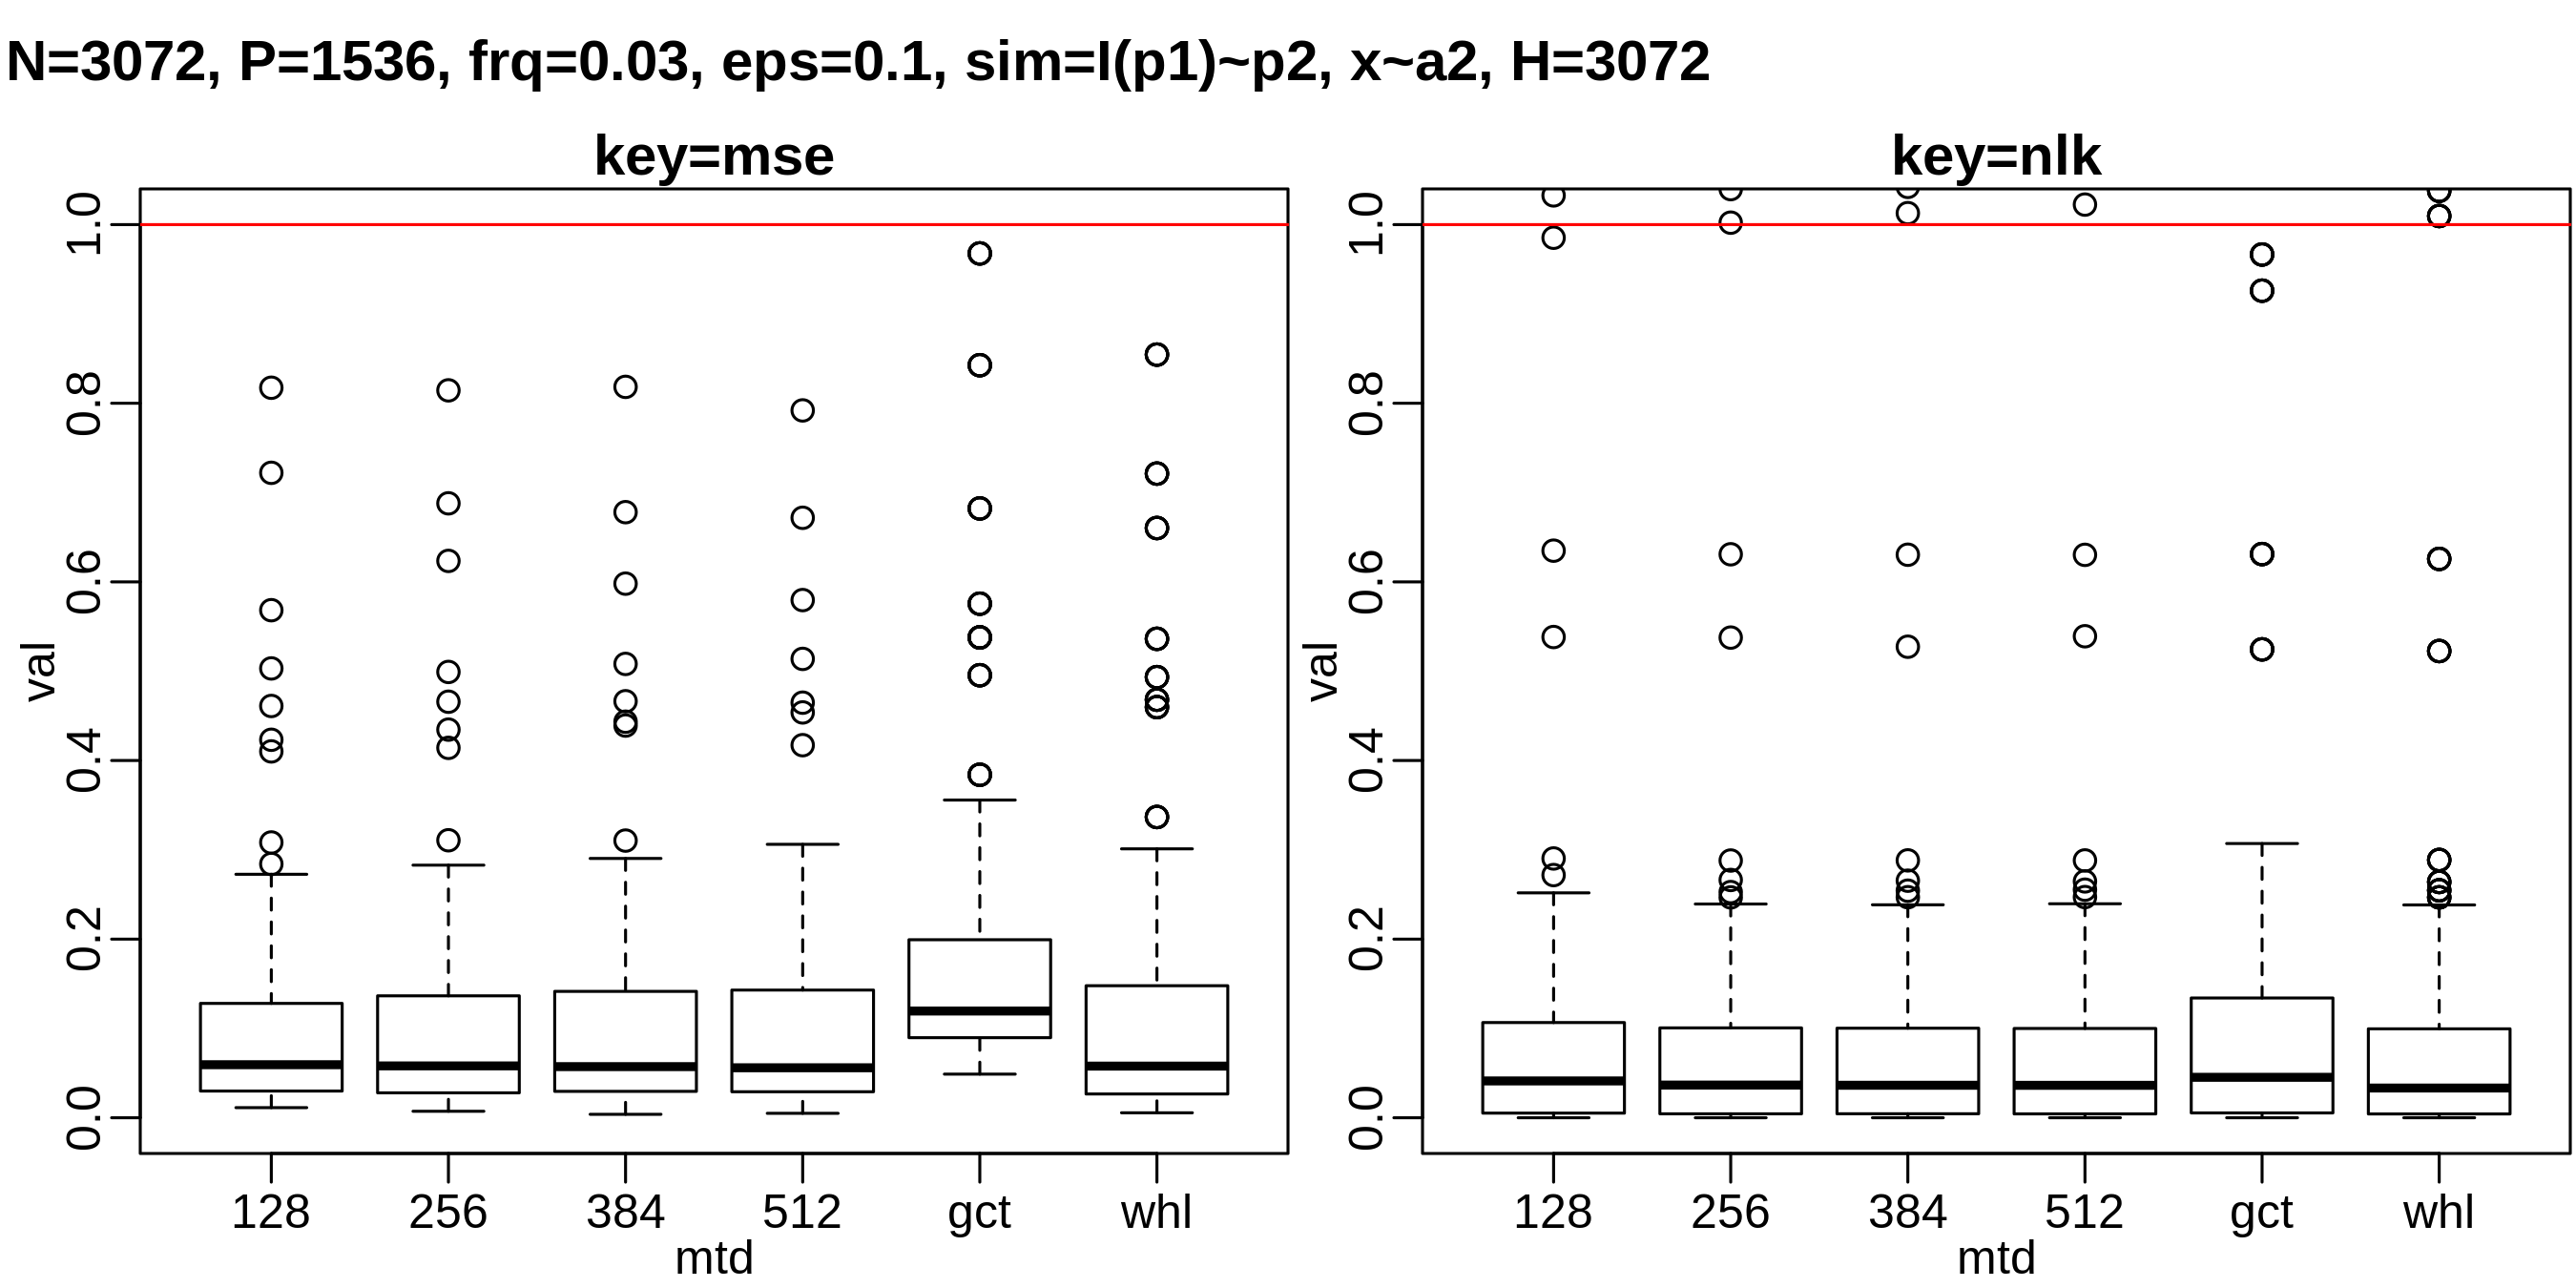 N=3072, P=1536, frq=0.03, eps=0.1, sim=I(p1)~p2, x~a2, H=3072
key=mse
val
1.0
0.8
0.6
0.4
0.2
0.0
128 256 384 512 gct whl
mtd
key=nlk
val
1.0
0.8
0.6
0.4
0.2
0.0
128 256 384 512 gct whl
mtd